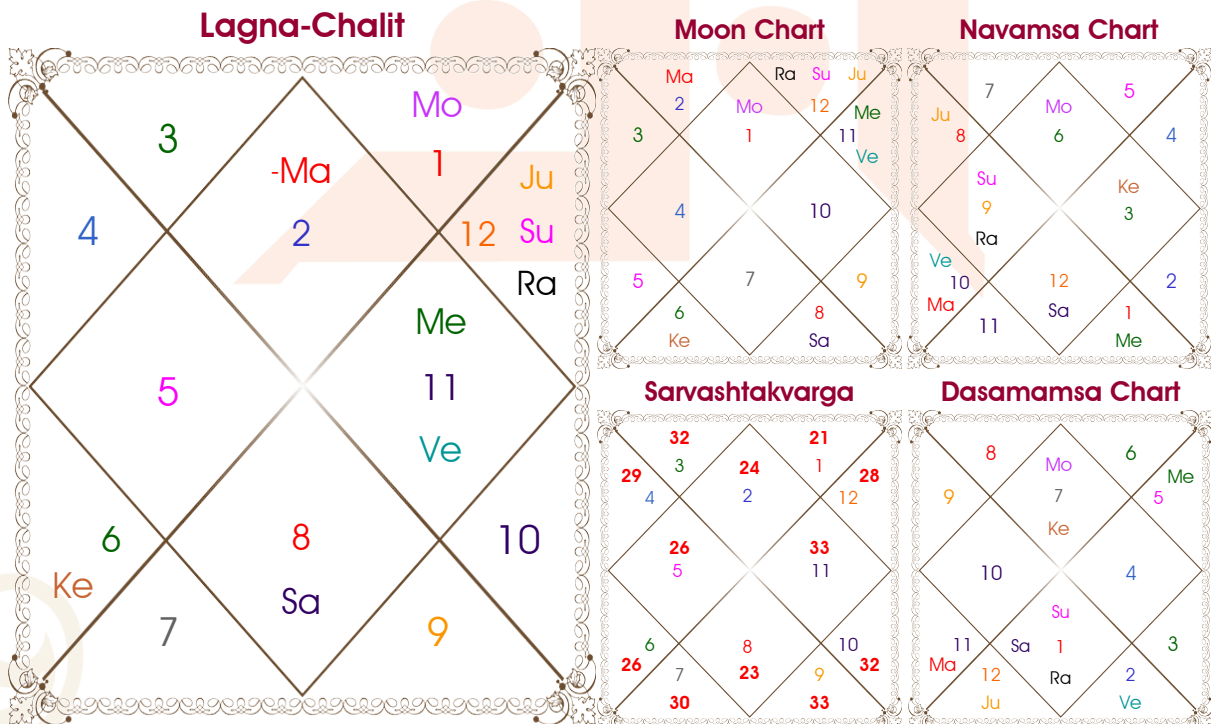 Lagna-Chalit
Mo
3
-Ma
1
Ju
4
2
12
Su
Ra
Me
5
11
Ve
6
8
10
Ke
Sa
7
9
Moon Chart
Ma
Ra
Su
Ju
2
Mo
12
Me
3
1
11
Ve
4
10
5
7
9
6
8
Ke
Sa
Navamsa Chart
7
5
Ju
Mo
8
6
4
Su
Ke
9
3
Ra
Ve
10
12
2
Ma
Sa
1
11
Me
Sarvashtakvarga
32
21
29
3
24
1
28
4
2
12
26
33
5
11
6
8
10
26
7
23
9
32
30
33
Dasamamsa Chart
8
6
Mo
Me
9
7
5
Ke
10
4
Su
11
Sa
1
3
Ma
12
Ra
2
Ju
Ve